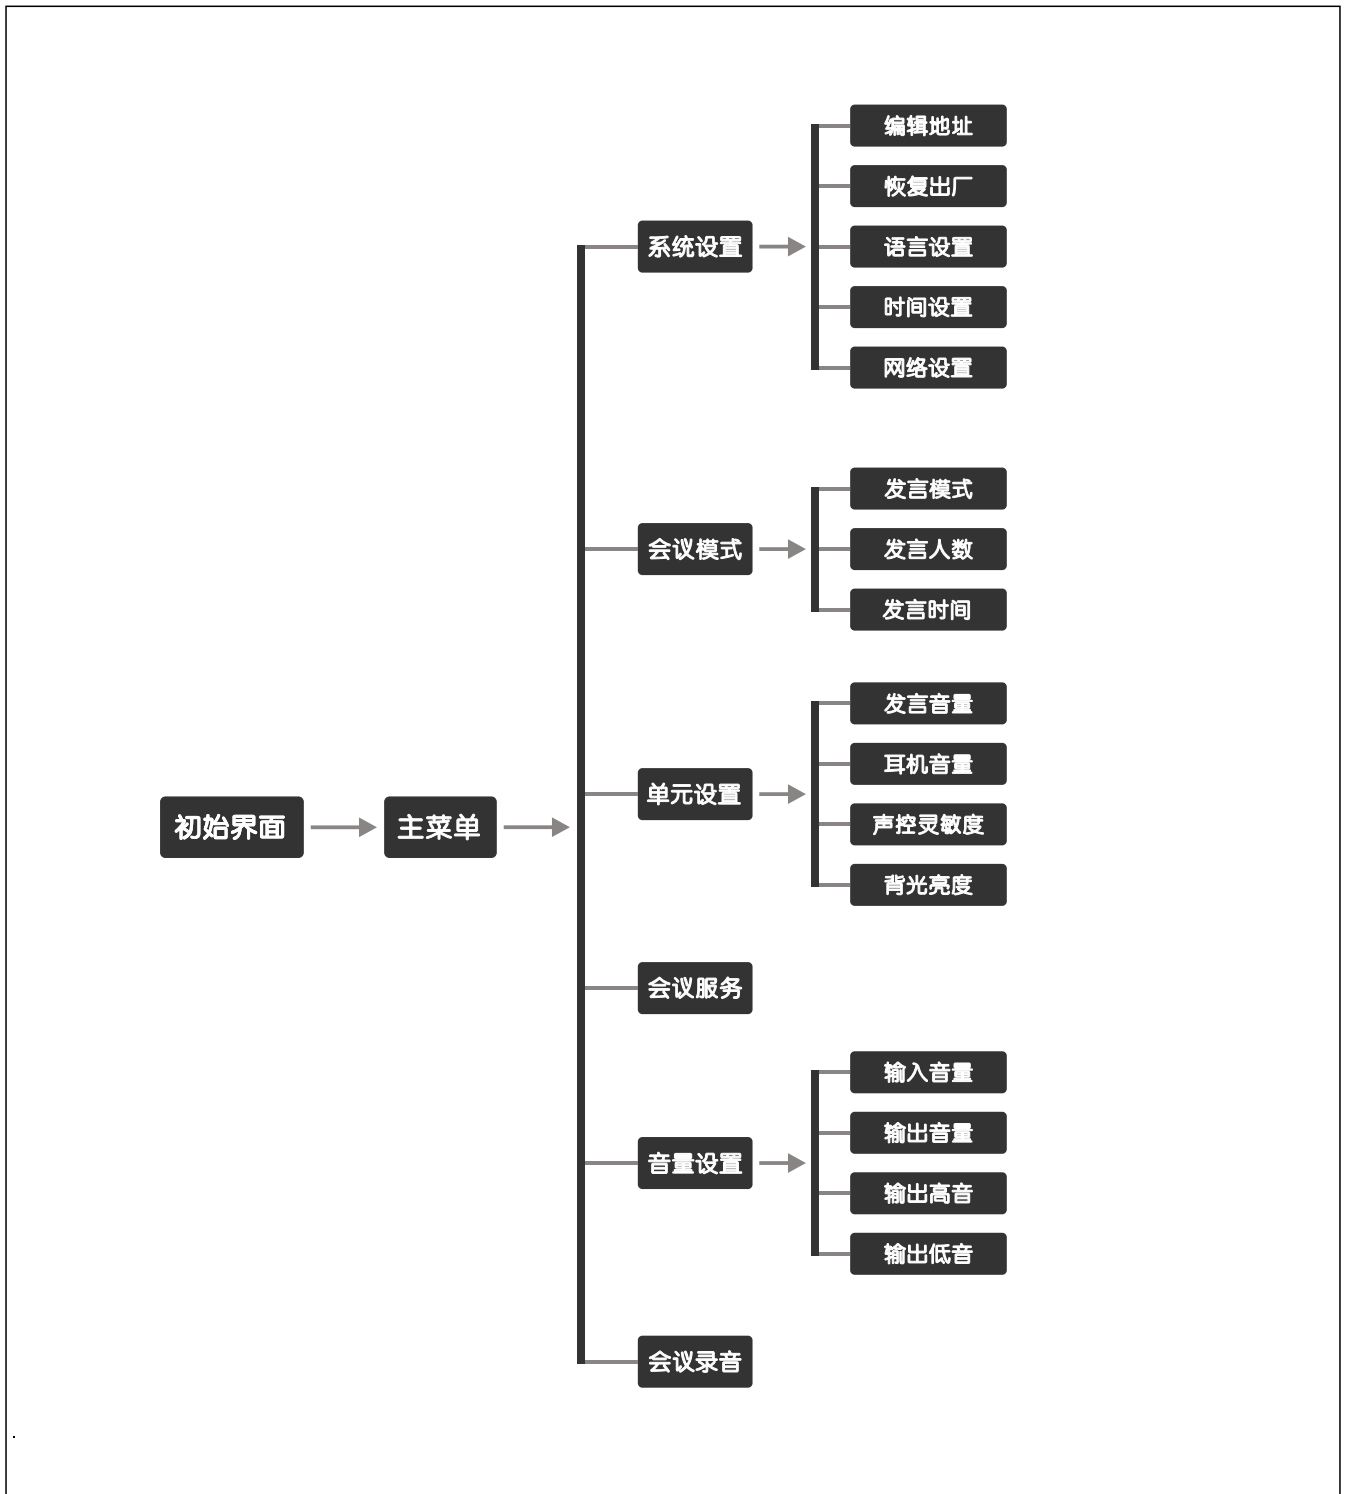 初始界面
主菜单
系统设置
编辑地址
恢复出厂
语言设置
时间设置
网络设置
会议模式
发言模式
发言人数
发言时间
单元设置
发言音量
耳机音量
声控灵敏度
背光亮度
会议服务
音量设置
输入音量
输出音量
输出高音
输出低音
会议录音